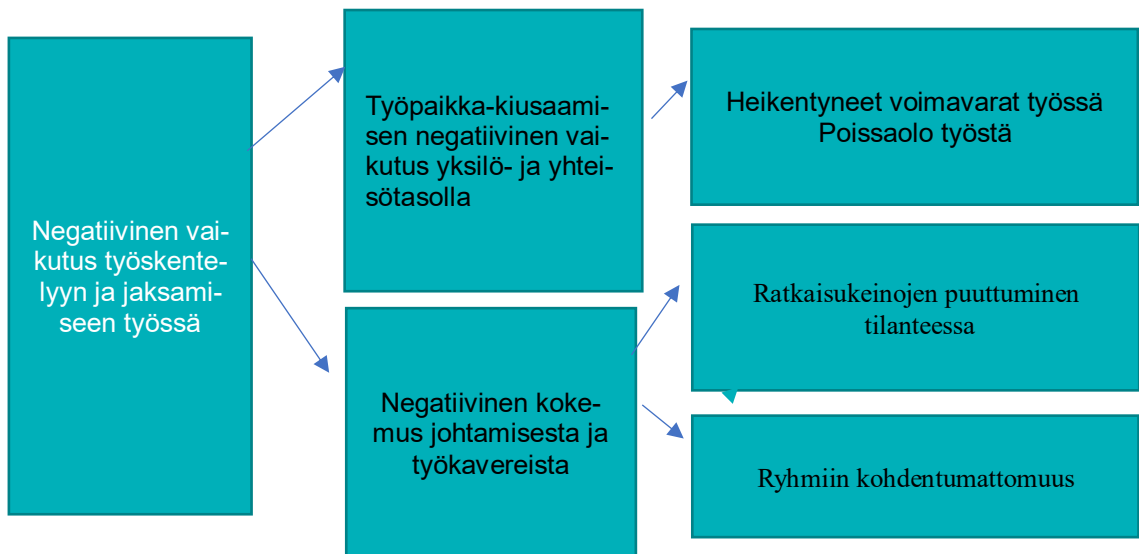 Negatiivinen vai-
kutus työskente-
lyyn ja jaksami-
seen työssä
Työpaikka-kiusaami-
sen negatiivinen vai-
kutus yksilö- ja yhtei-
sötasolla
Negatiivinen koke-
mus johtamisesta ja
työkavereista
Heikentyneet voimavarat työssä
Poissaolo työstä
Ratkaisukeinojen puuttuminen
tilanteessa
Ryhmiin kohdentumattomuus